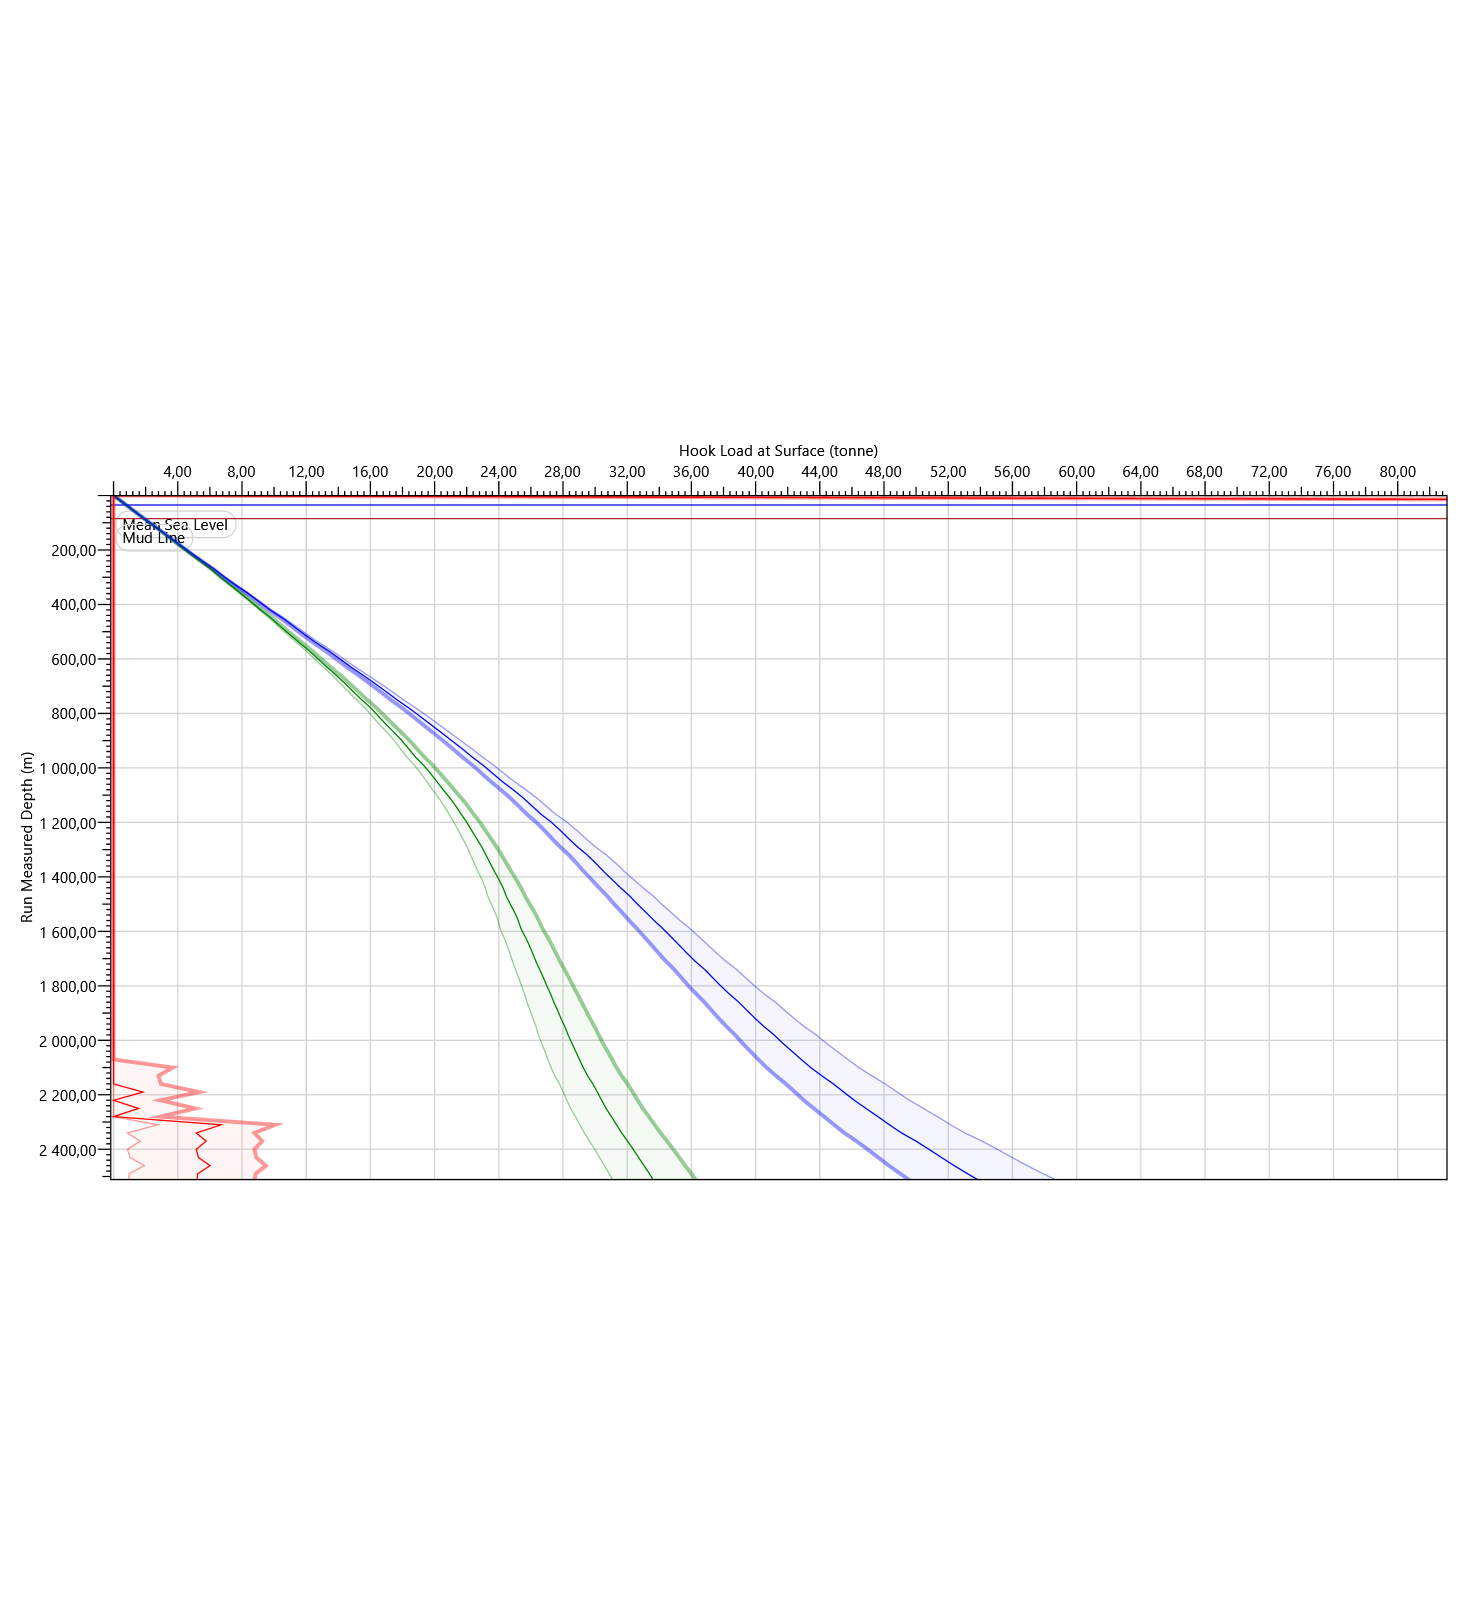 Hook Load at Surface (tonne)
4,00 8,00 12,00 16,00 20,00 24,00 28,00 32,00 36,00 40,00 44,00 48,00 52,00 56,00 60,00 64,00 68,00 72,00 76,00 80,00
Mean Sea Level
Mud Line
200,00
400,00
600,00
800,00
1 000,00
1 200,00
1 400,00
1 600,00
1 800,00
2 000,00
2 200,00
2 400,00
Run Measured Depth (m)